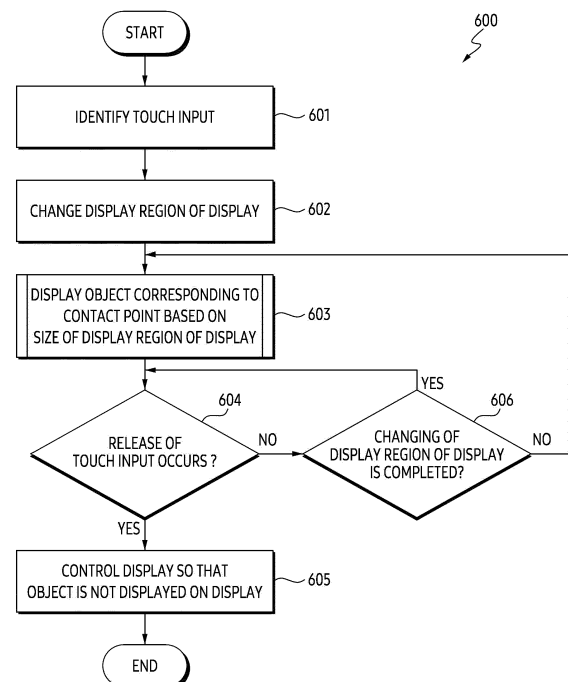 START
600
IDENTIFY TOUCH INPUT
601
CHANGE DISPLAY REGION OF DISPLAY
602
DISPLAY OBJECT CORRESPONDING TO
CONTACT POINT BASED ON
SIZE OF DISPLAY REGION OF DISPLAY
603
YES
604
606
RELEASE OF
TOUCH INPUT OCCURS ?
NO
CHANGING OF
DISPLAY REGION OF DISPLAY
IS COMPLETED?
NO
YES
CONTROL DISPLAY SO THAT
OBJECT IS NOT DISPLAYED ON DISPLAY
605
END